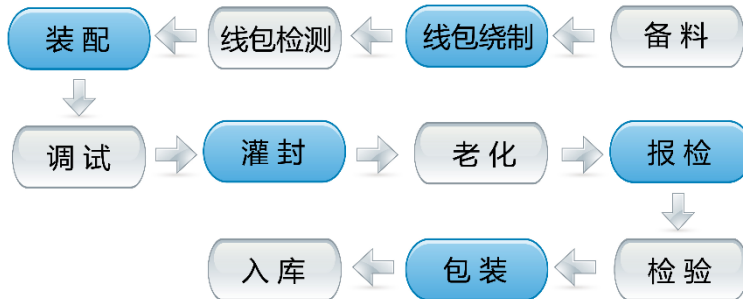 装配 线包检测 线包绕制 备料
调试 灌封 老化 报检
入库 包装 检验